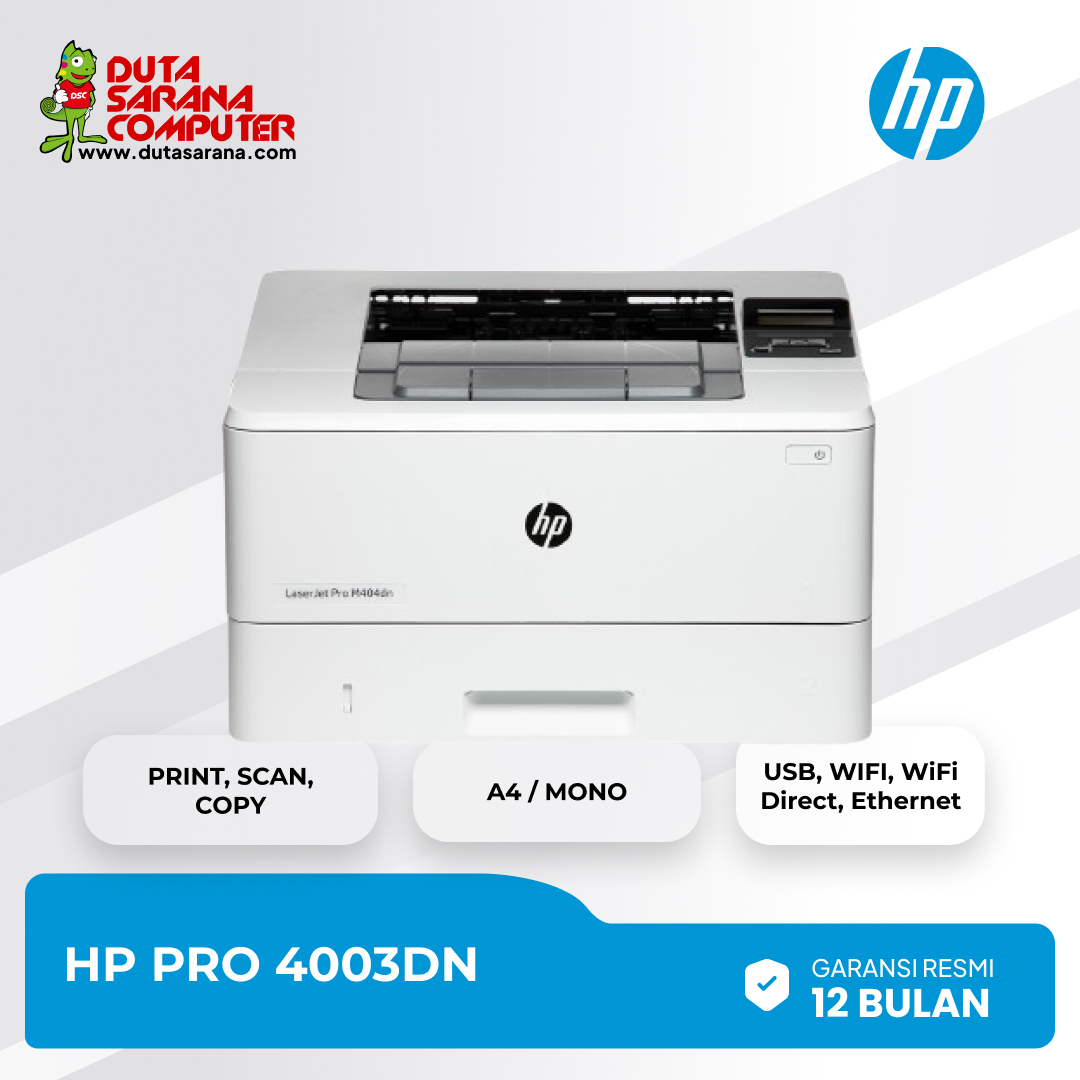 DUTA
SARANA
COMPUTER
DSC
www.dutasarana.com
hp
hp
LaserJet Pro M404dn
PRINT, SCAN,
COPY
A4 / MONO
USB, WIFI, WiFi
Direct, Ethernet
HP PRO 4003DN
GARANSI RESMI
12 BULAN